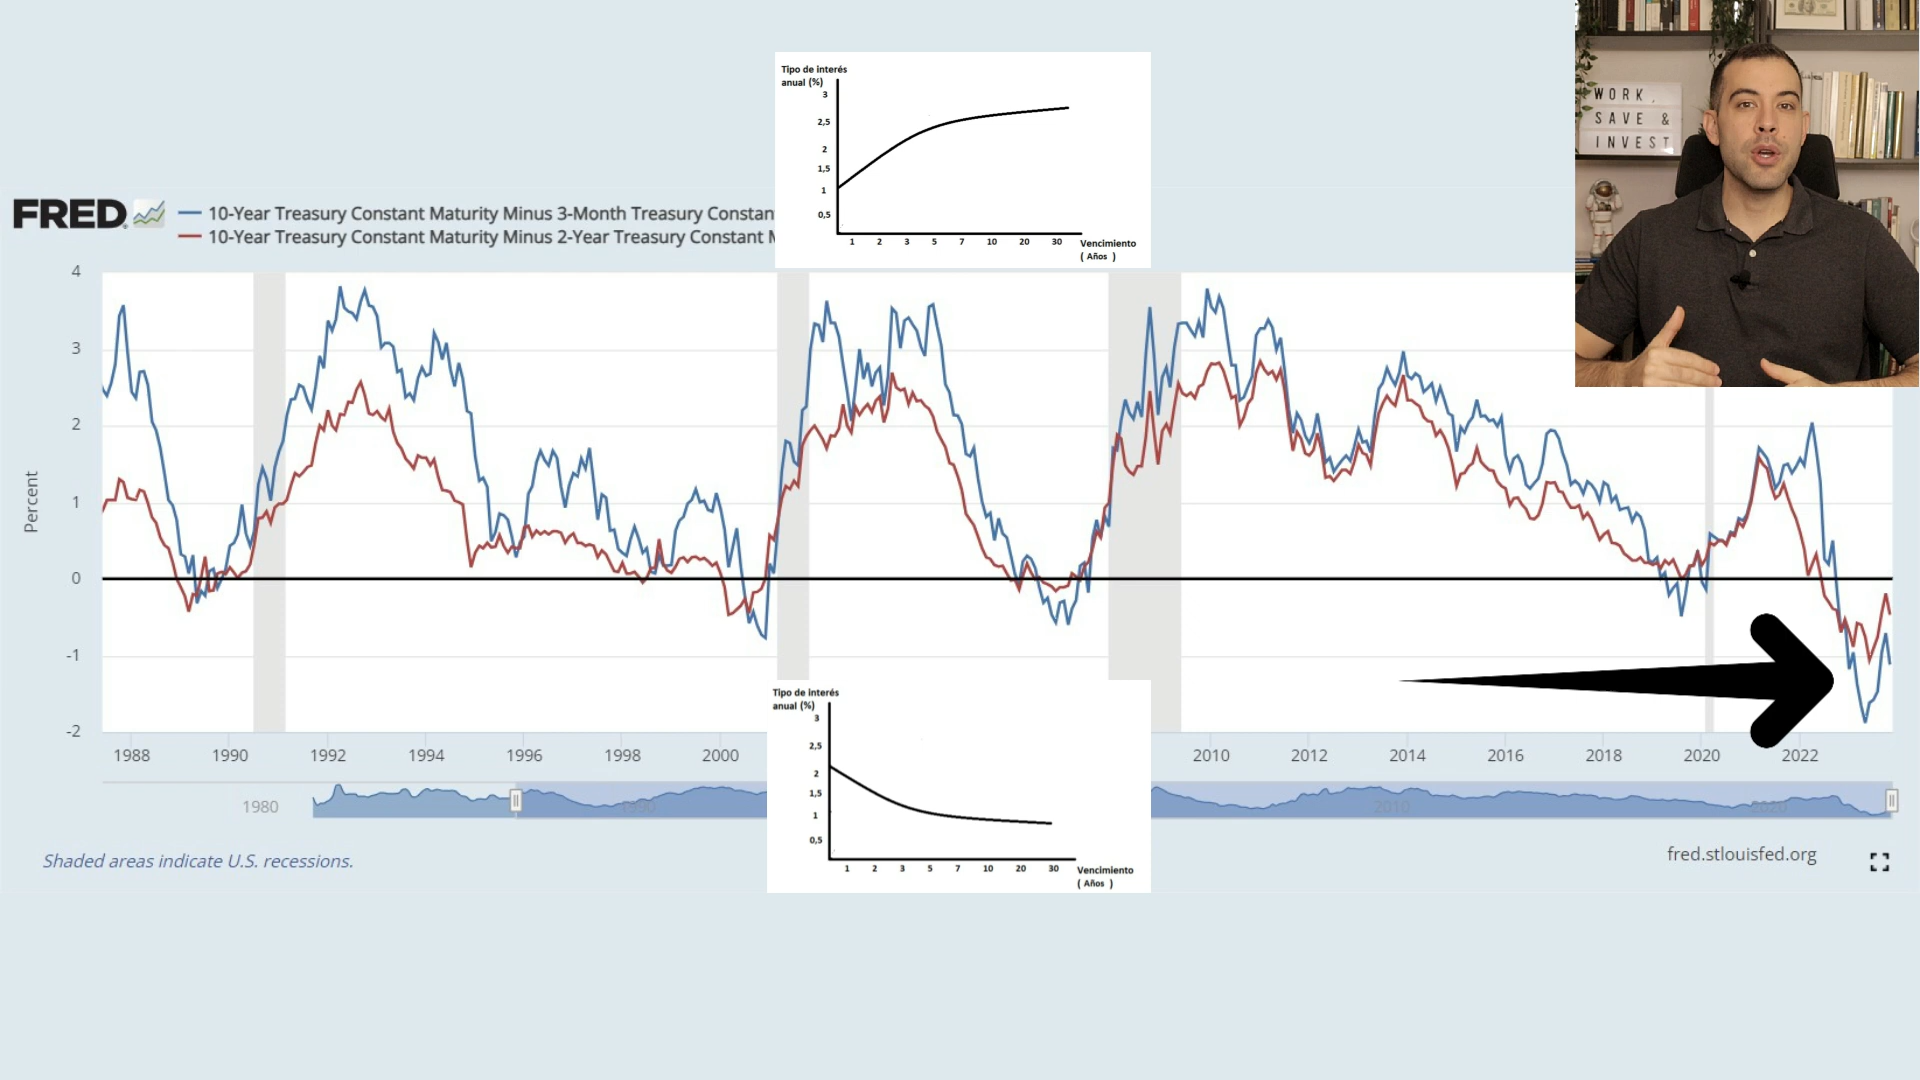 Tipo de interés
anual (%)
3
2,5
2
1,5
1
0,5
1 2 3 5 7 10 20 30
Vencimiento
( Años )
WORK,
SAVE &
INVEST
FRED
10-Year Treasury Constant Maturity Minus 3-Month Treasury Constan
10-Year Treasury Constant Maturity Minus 2-Year Treasury Constant
4
3
2
1
0
-1
-2
Percent
1988 1990 1992 1994 1996 1998 2000 2010 2012 2014 2016 2018 2020 2022
Tipo de interés
anual (%)
3
2,5
2
1,5
1
0,5
1 2 3 5 7 10 20 30
Vencimiento
( Años )
1980 1990 2010 2020
Shaded areas indicate U.S. recessions.
fred.stlouisfed.org